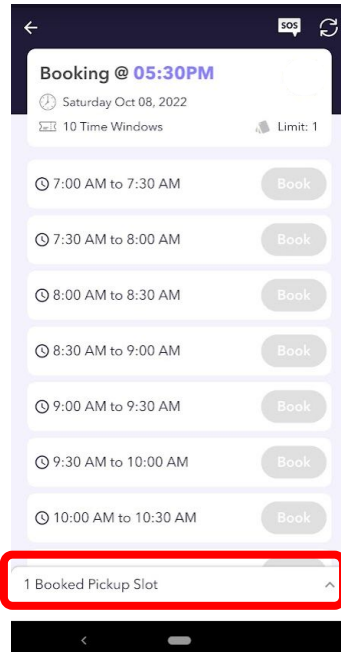 SOS
Booking @ 05:30PM
Saturday Oct 08, 2022
10 Time Windows Limit: 1
7:00 AM to 7:30 AM Book
7:30 AM to 8:00 AM Book
8:00 AM to 8:30 AM Book
8:30 AM to 9:00 AM Book
9:00 AM to 9:30 AM Book
9:30 AM to 10:00 AM Book
10:00 AM to 10:30 AM Book
1 Booked Pickup Slot